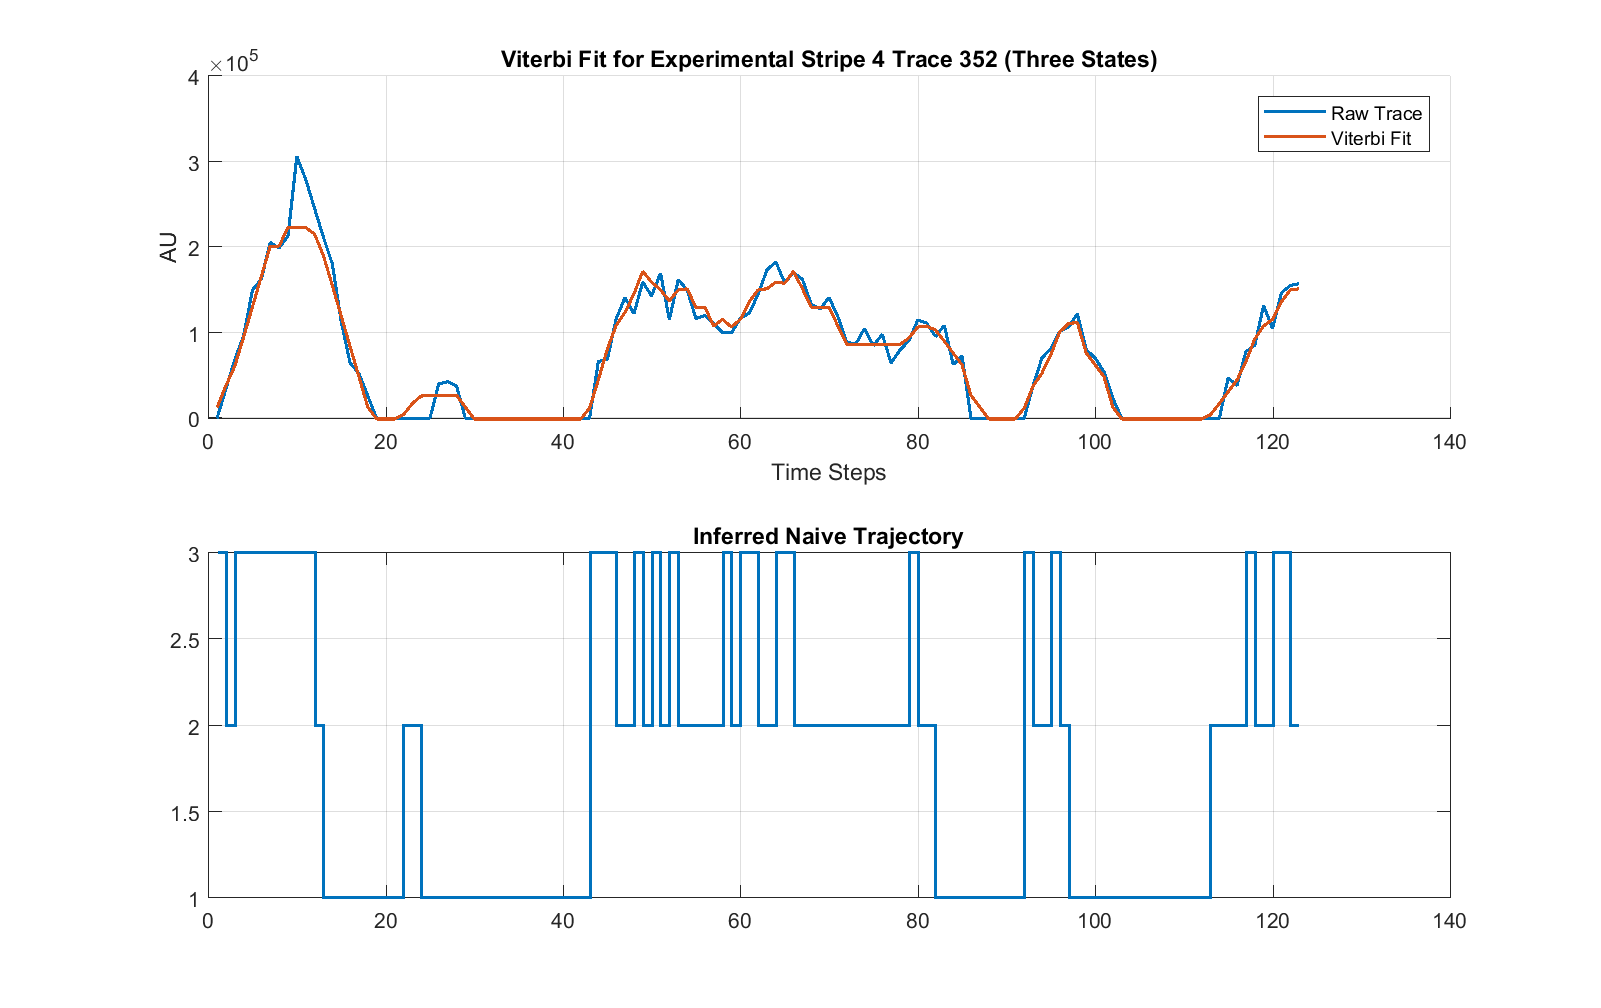 Viterbi Fit for Experimental Stripe 4 Trace 352 (Three States)
×10^5
4
3
2
1
0
AU
Raw Trace
Viterbi Fit
0 20 40 60 80 100 120 140
Time Steps
Inferred Naive Trajectory
3
2.5
2
1.5
1
0 20 40 60 80 100 120 140